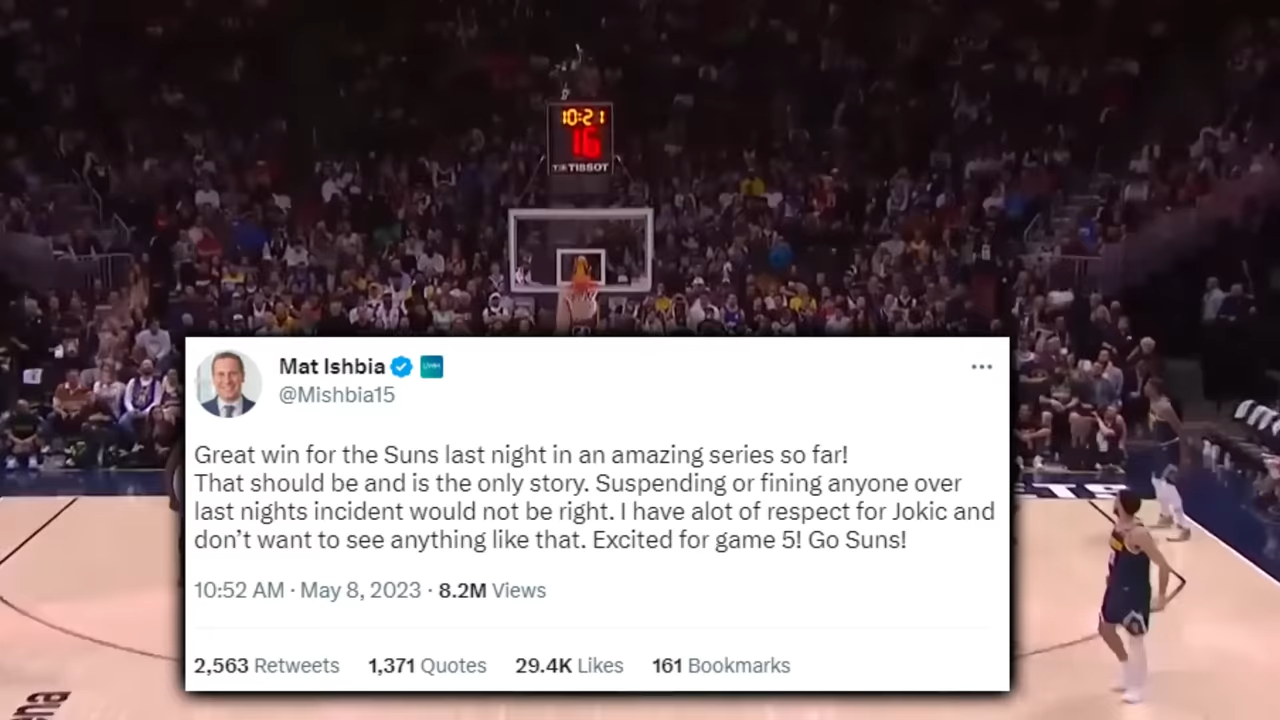 10:21
16
TISSOT
Mat Ishbia
@Mishbia15
Great win for the Suns last night in an amazing series so far!
That should be and is the only story. Suspending or fining anyone over
last nights incident would not be right. I have alot of respect for Jokic and
don’t want to see anything like that. Excited for game 5! Go Suns!
10:52 AM · May 8, 2023 · 8.2M Views
2,563 Retweets 1,371 Quotes 29.4K Likes 161 Bookmarks